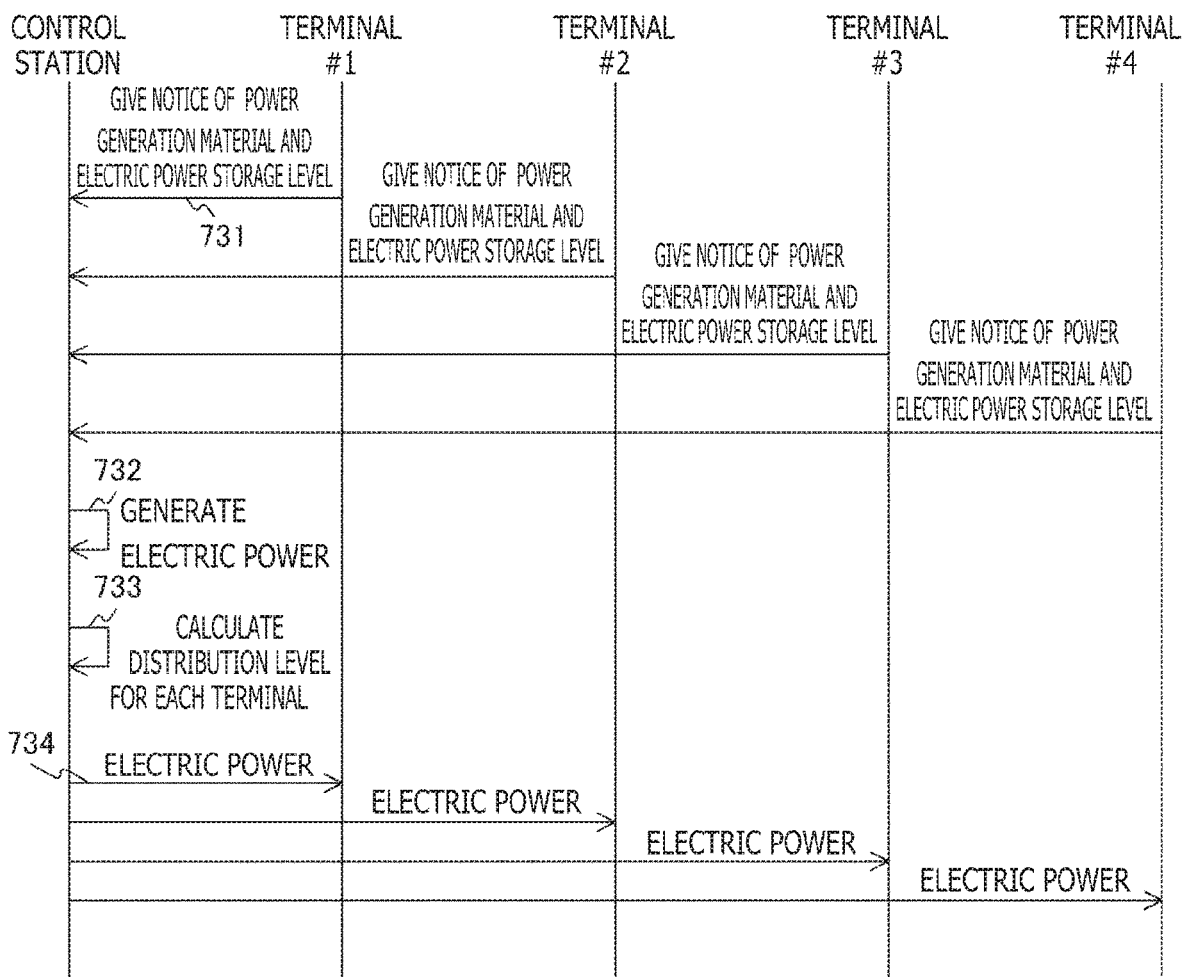 CONTROL STATION
TERMINAL #1
TERMINAL #2
TERMINAL #3
TERMINAL #4
GIVE NOTICE OF POWER
GENERATION MATERIAL AND
ELECTRIC POWER STORAGE LEVEL
731
GIVE NOTICE OF POWER
GENERATION MATERIAL AND
ELECTRIC POWER STORAGE LEVEL
GIVE NOTICE OF POWER
GENERATION MATERIAL AND
ELECTRIC POWER STORAGE LEVEL
GIVE NOTICE OF POWER
GENERATION MATERIAL AND
ELECTRIC POWER STORAGE LEVEL
732
GENERATE
ELECTRIC POWER
733
CALCULATE
DISTRIBUTION LEVEL
FOR EACH TERMINAL
734
ELECTRIC POWER
ELECTRIC POWER
ELECTRIC POWER
ELECTRIC POWER